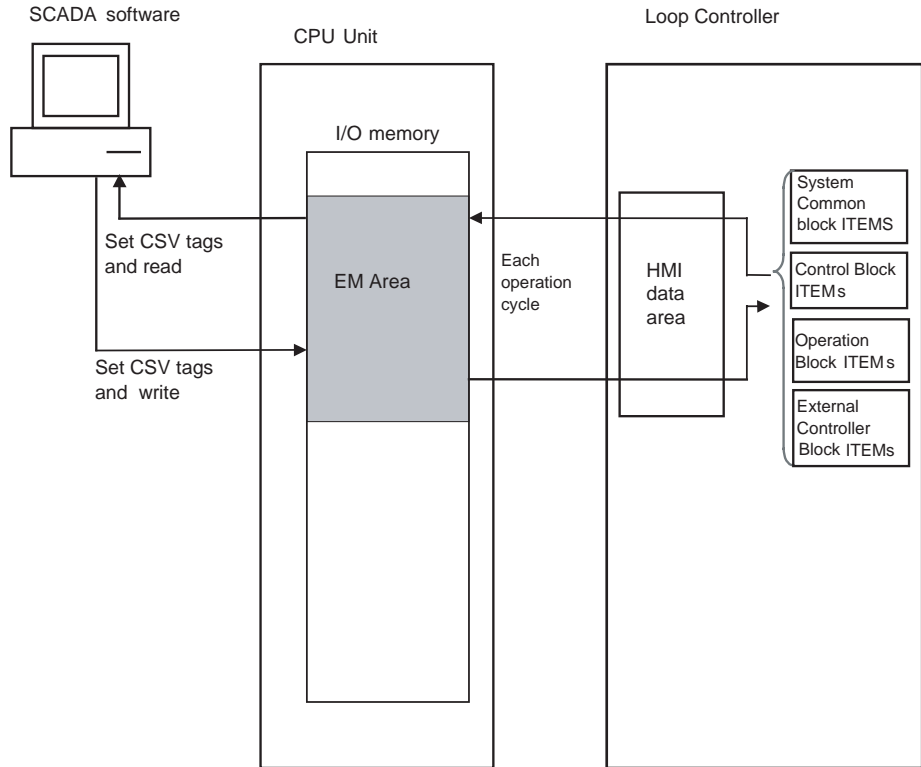 SCADA software
Loop Controller
CPU Unit
I/O memory
Set CSV tags
and read
EM Area
Each
operation
cycle
HMI
data
area
System
Common
block ITEMS
Control Block
ITEMs
Operation
Block ITEMs
External
Controller
Block ITEMs
Set CSV tags
and write